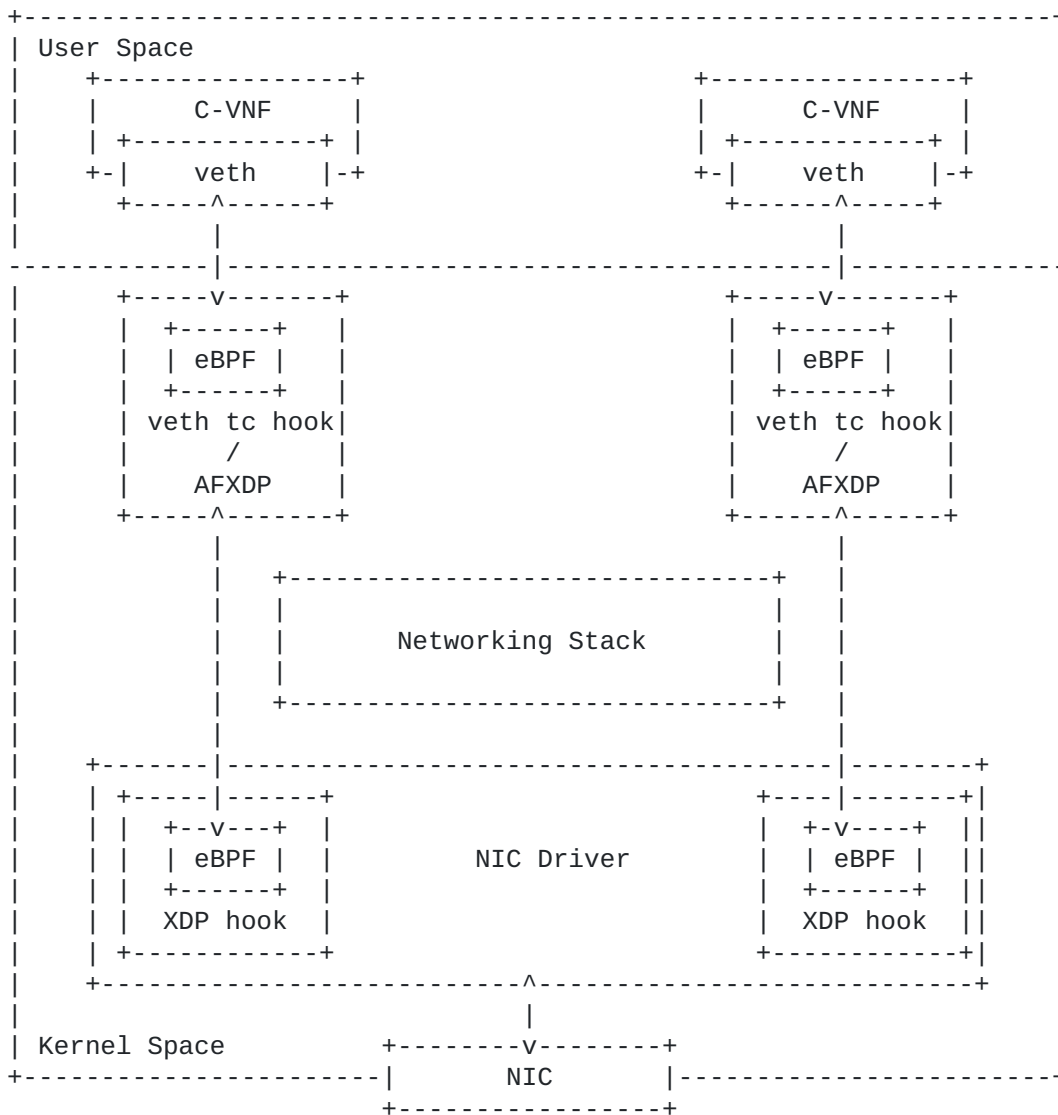 User Space
C-VNF C-VNF
veth veth
eBPF eBPF
veth tc hook veth tc hook
/ /
AFXDP AFXDP
Networking Stack
eBPF NIC Driver eBPF
XDP hook XDP hook
Kernel Space
NIC